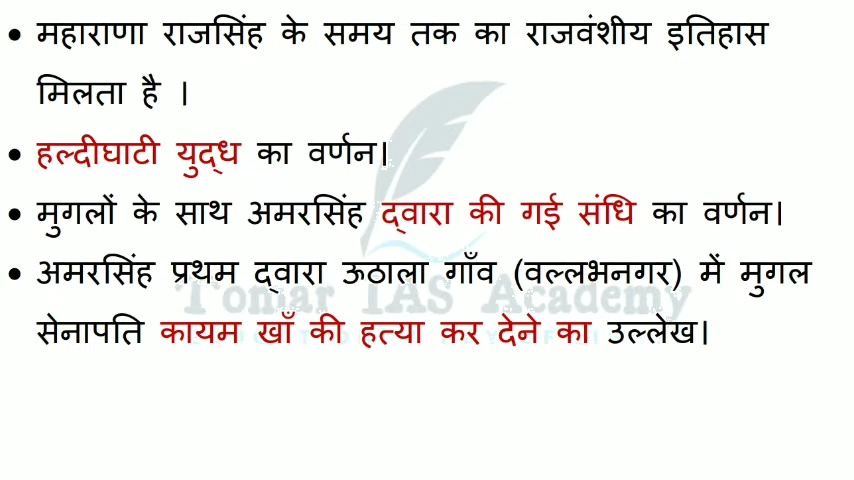 • महाराणा राजसिंह के समय तक का राजवंशीय इतिहास
मिलता है ।
• हल्दीघाटी युद्ध का वर्णन।
• मुगलों के साथ अमरसिंह द्वारा की गई संधि का वर्णन।
• अमरसिंह प्रथम द्वारा ऊठाला गाँव (वल्लभनगर) में मुगल
Tomar IAS Academy
सेनापति कायम खाँ की हत्या कर देने का उल्लेख।